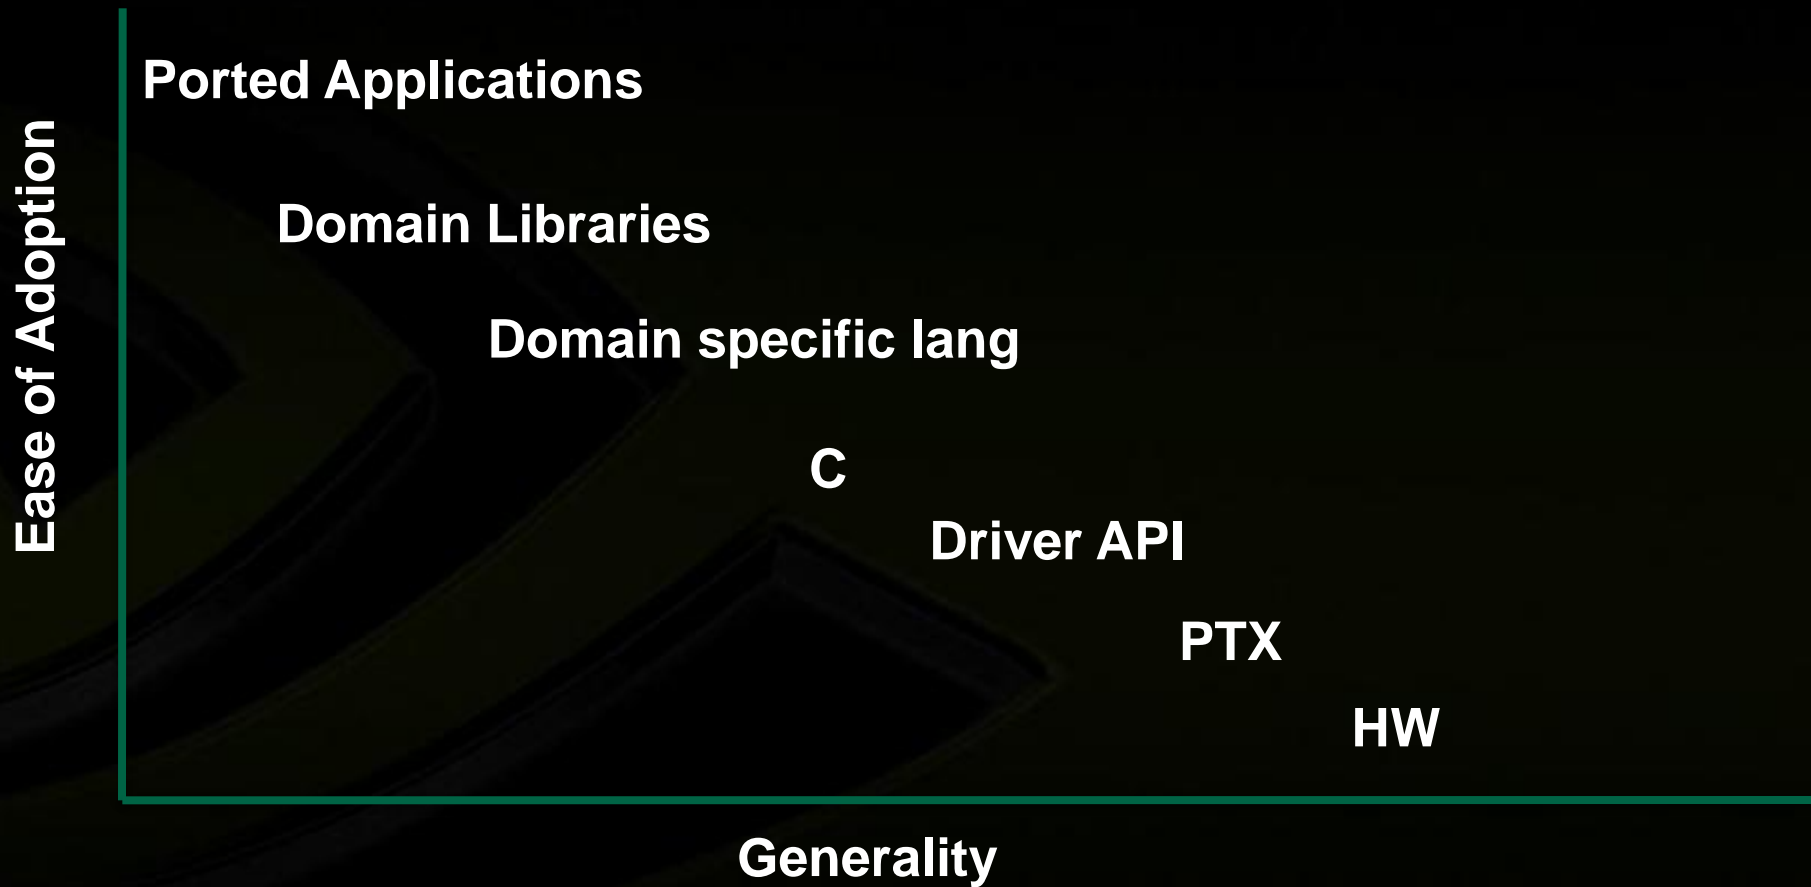 Ease of Adoption
Ported Applications
Domain Libraries
Domain specific lang
C
Driver API
PTX
HW
Generality